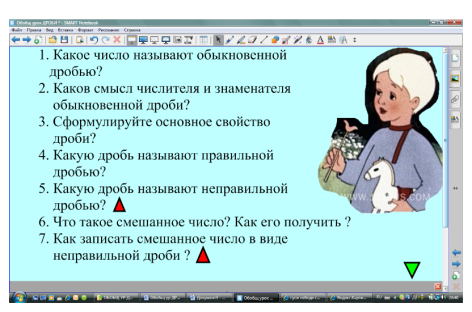 Обобщ урок ДРОБИ * - SMART Notebook
Файл Правка Вид Вставка Формат Рисование Справка
1. Какое число называют обыкновенной
дробью?
2. Каков смысл числителя и знаменателя
обыкновенной дроби?
3. Сформулируйте основное свойство
дроби?
4. Какую дробь называют правильной
дробью?
5. Какую дробь называют неправильной
дробью?
6. Что такое смешанное число? Как его получить ?
7. Как записать смешанное число в виде
неправильной дроби ?